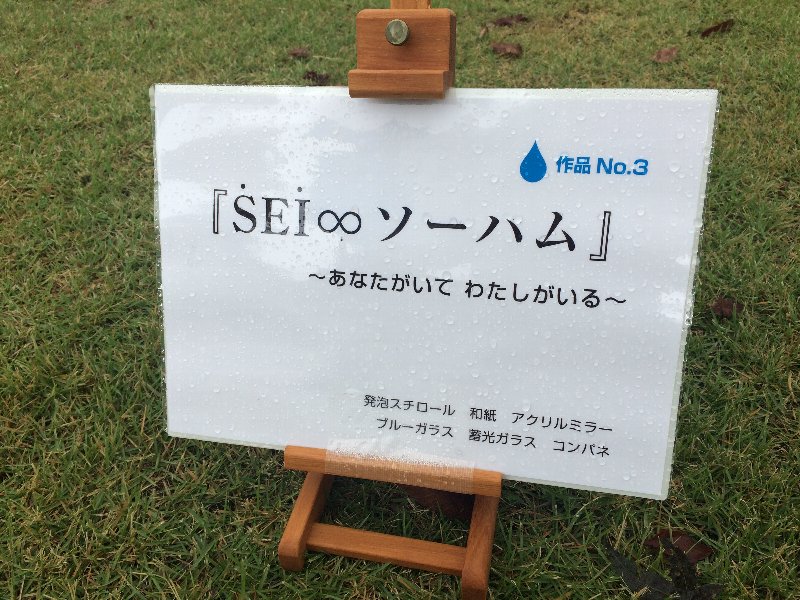 作品 No.3
『ṠEİ∞ソーハム』
～あなたがいて わたしがいる～
発泡スチロール 和紙 アクリルミラー
ブルーガラス 蓄光ガラス コンパネ